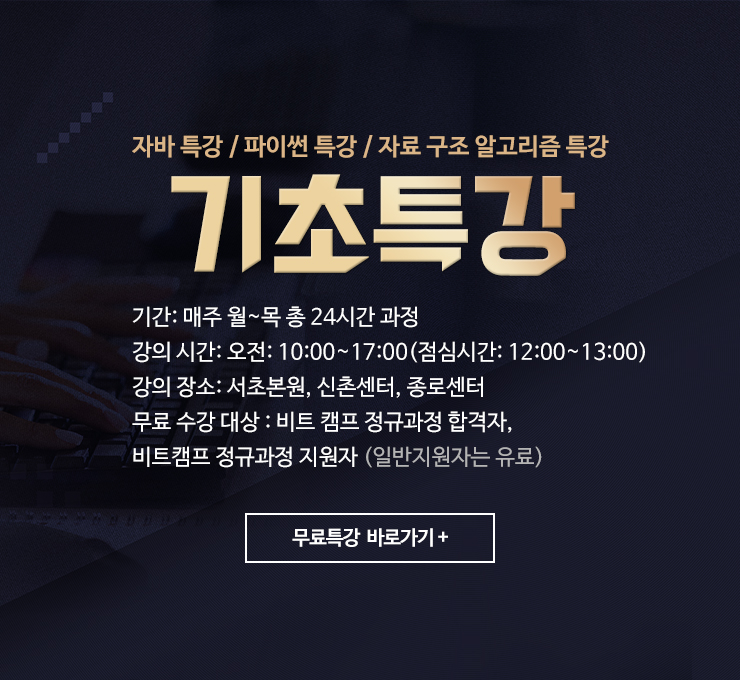 자바 특강 / 파이썬 특강 / 자료 구조 알고리즘 특강
기초특강
기간: 매주 월~목 총 24시간 과정
강의 시간: 오전: 10:00~17:00(점심시간: 12:00~13:00)
강의 장소: 서초본원, 신촌센터, 종로센터
무료 수강 대상 : 비트 캠프 정규과정 합격자,
비트캠프 정규과정 지원자 (일반지원자는 유료)
무료특강 바로가기 +